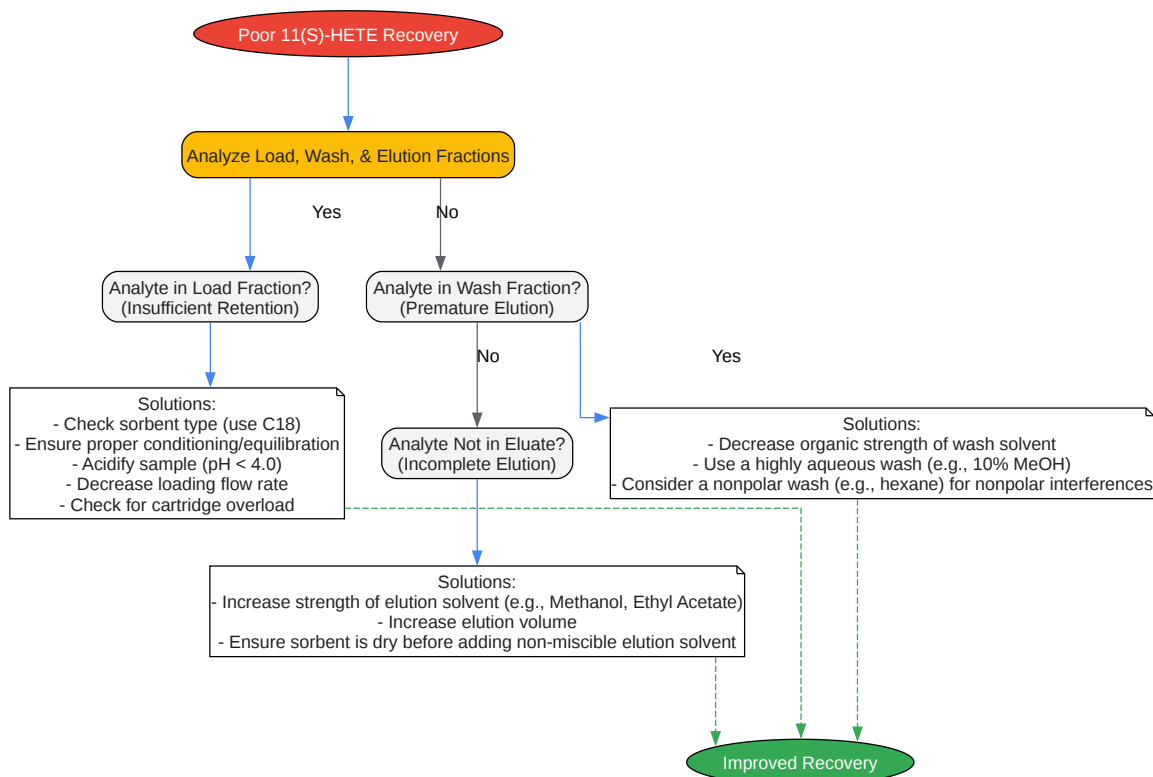 Poor 11(S)-HETE Recovery
Analyze Load, Wash, & Elution Fractions
Yes
No
Analyte in Load Fraction?
(Insufficient Retention)
Analyte in Wash Fraction?
(Premature Elution)
No
Yes
Solutions:
- Check sorbent type (use C18)
- Ensure proper conditioning/equilibration
- Acidify sample (pH < 4.0)
- Decrease loading flow rate
- Check for cartridge overload
Analyte Not in Eluate?
(Incomplete Elution)
Solutions:
- Decrease organic strength of wash solvent
- Use a highly aqueous wash (e.g., 10% MeOH)
- Consider a nonpolar wash (e.g., hexane) for nonpolar interferences
Solutions:
- Increase strength of elution solvent (e.g., Methanol, Ethyl Acetate)
- Increase elution volume
- Ensure sorbent is dry before adding non-miscible elution solvent
Improved Recovery